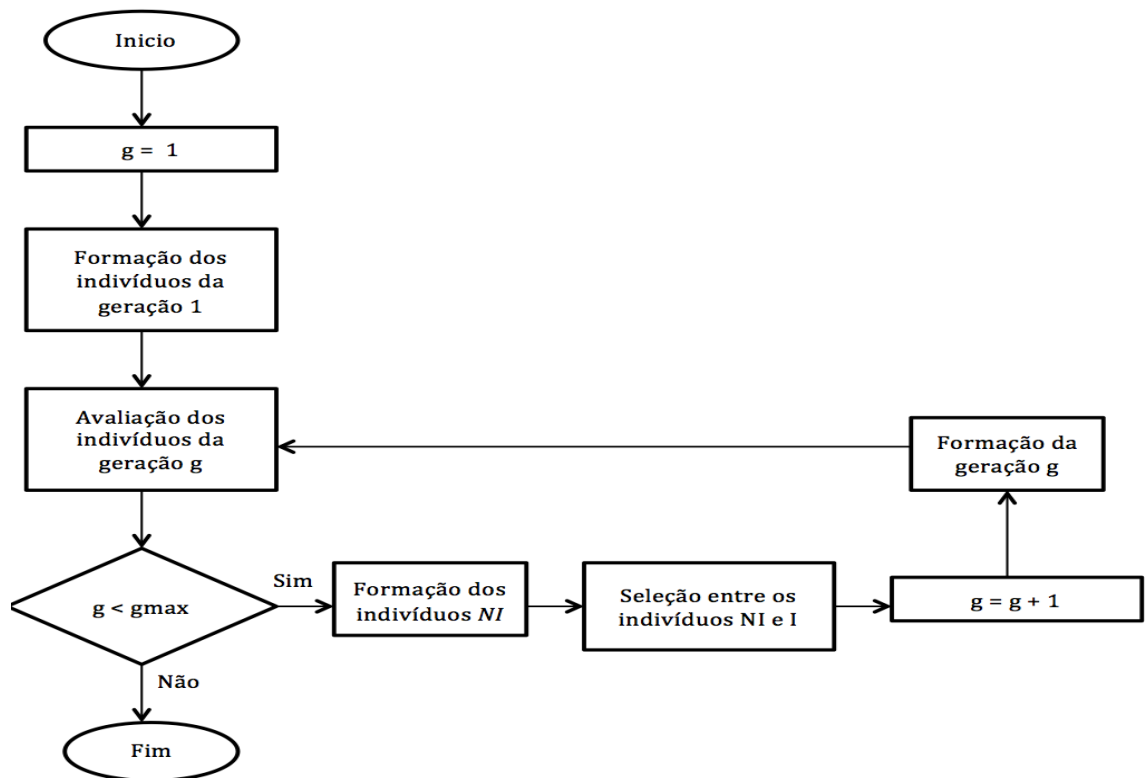 Inicio
g = 1
Formação dos
indivíduos da
geração 1
Avaliação dos
indivíduos da
geração g
Formação da
geração g
g < gmax
Sim
Formação dos
indivíduos NI
Seleção entre os
indivíduos NI e I
g = g + 1
Não
Fim